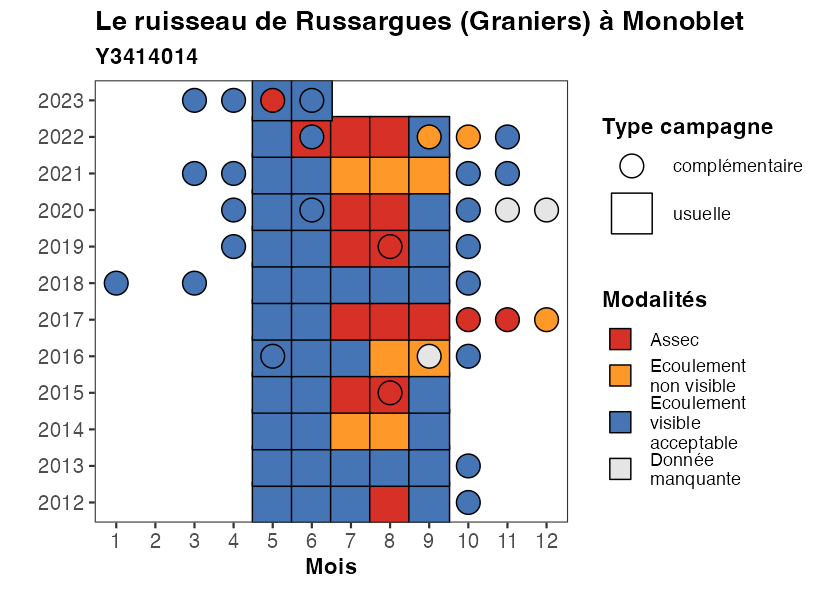 Le ruisseau de Russargues (Graniers) à Monoblet
Y3414014
2023
2022
2021
2020
2019
2018
2017
2016
2015
2014
2013
2012
1 2 3 4 5 6 7 8 9 10 11 12
Mois
Type campagne
complémentaire
usuelle
Modalités
Assec
Ecoulement
non visible
Ecoulement
visible
acceptable
Donnée
manquante